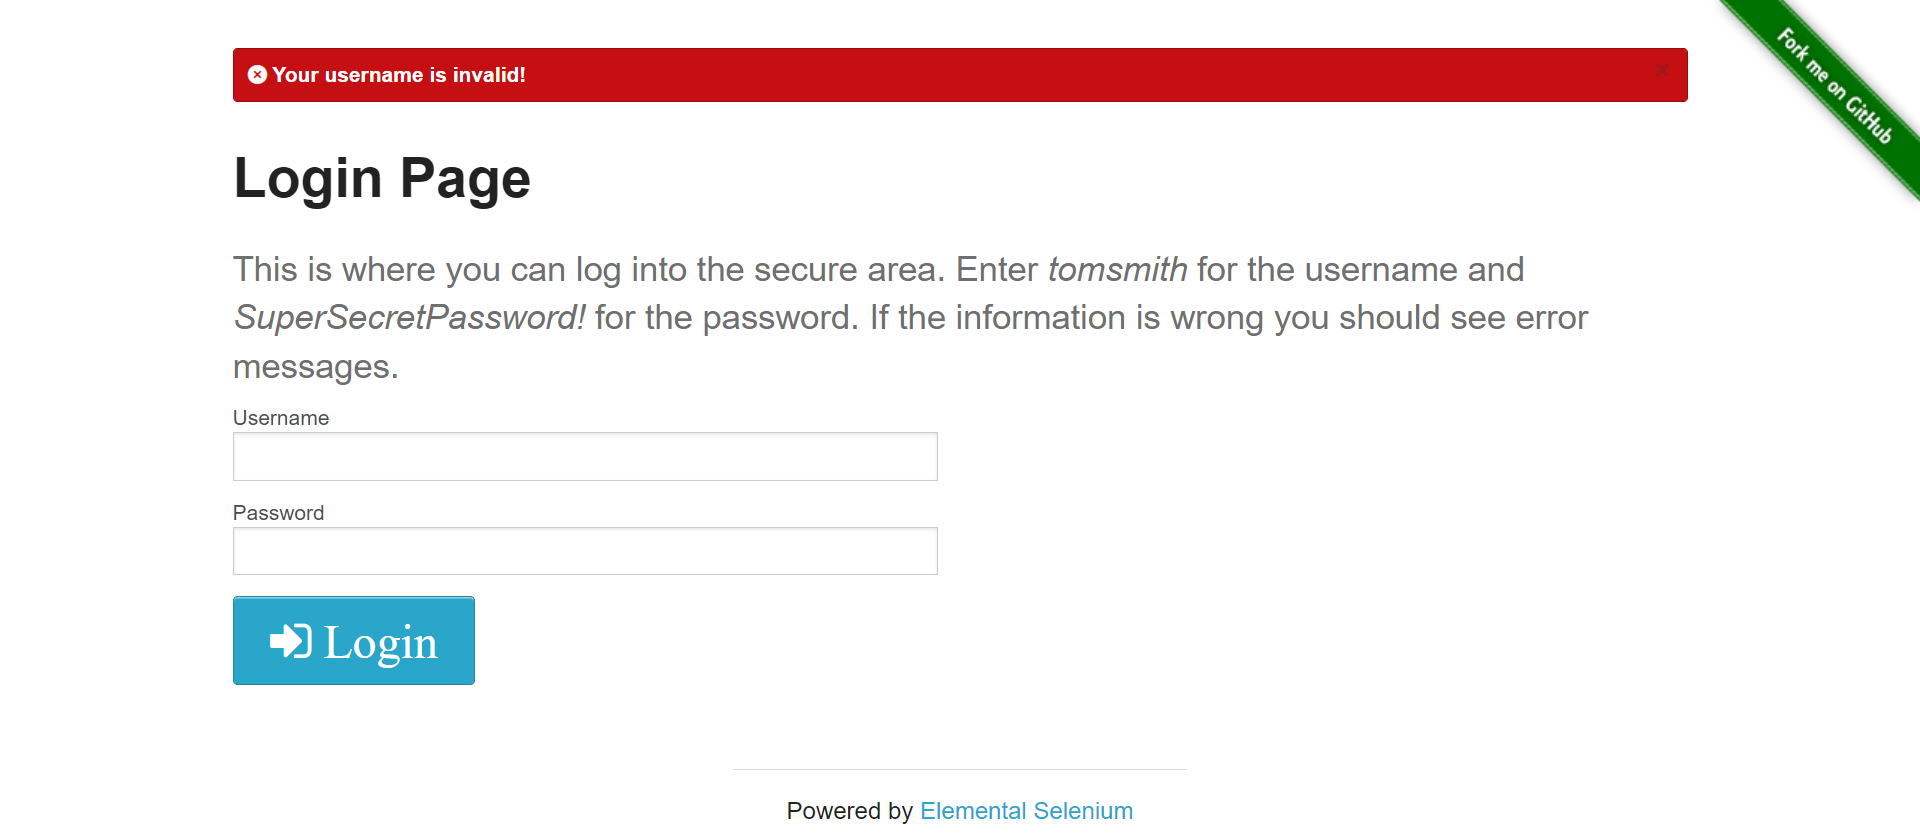 Your username is invalid!
Fork me on GitHub
Login Page
This is where you can log into the secure area. Enter tomsmith for the username and
SuperSecretPassword! for the password. If the information is wrong you should see error
messages.
Username
Password
Login
Powered by Elemental Selenium